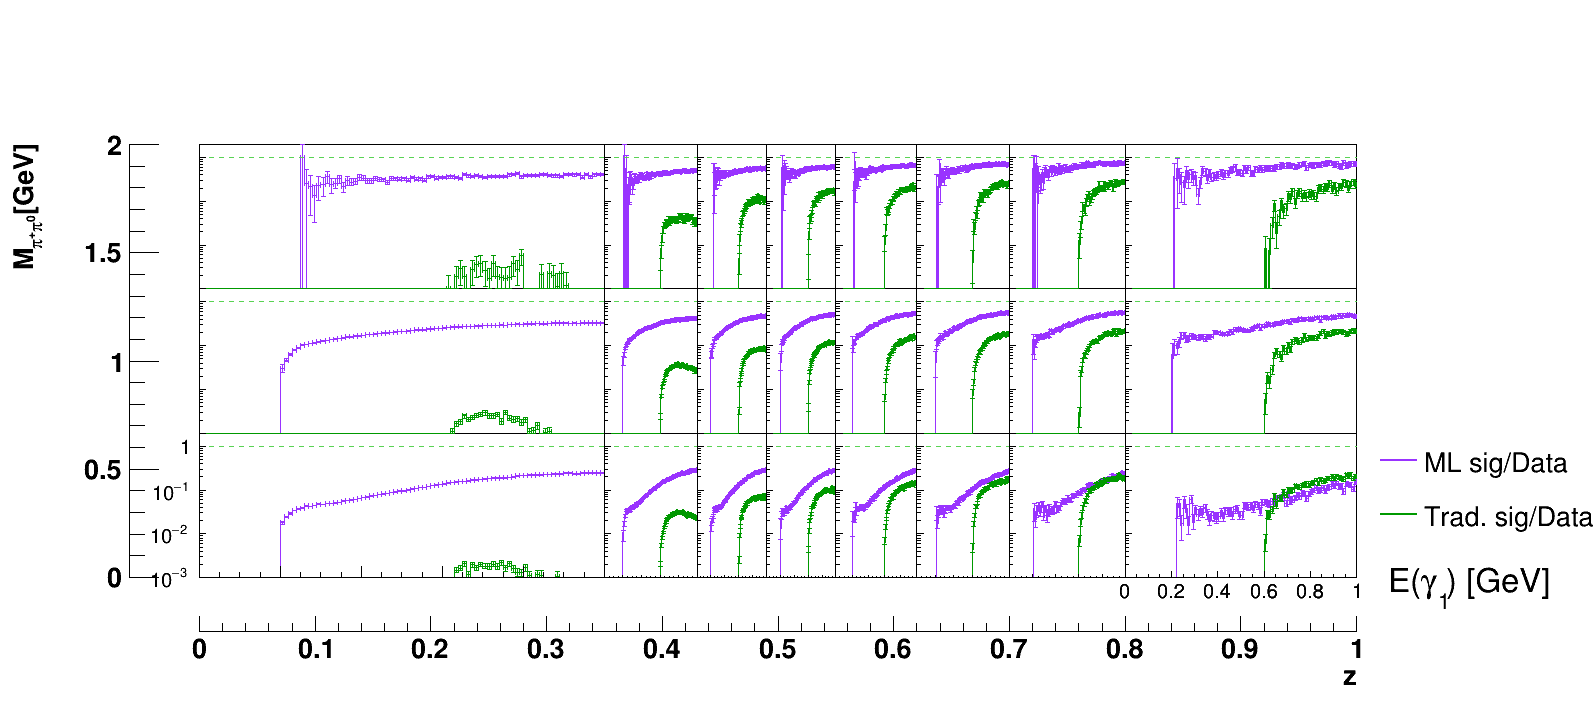 M π⁺π⁰ [GeV]
2
1.5
1
0.5
0
1
10⁻¹
10⁻²
10⁻³
ML sig/Data
Trad. sig/Data
0 0.2 0.4 0.6 0.8 1
E(γ₁) [GeV]
0 0.1 0.2 0.3 0.4 0.5 0.6 0.7 0.8 0.9 1
z